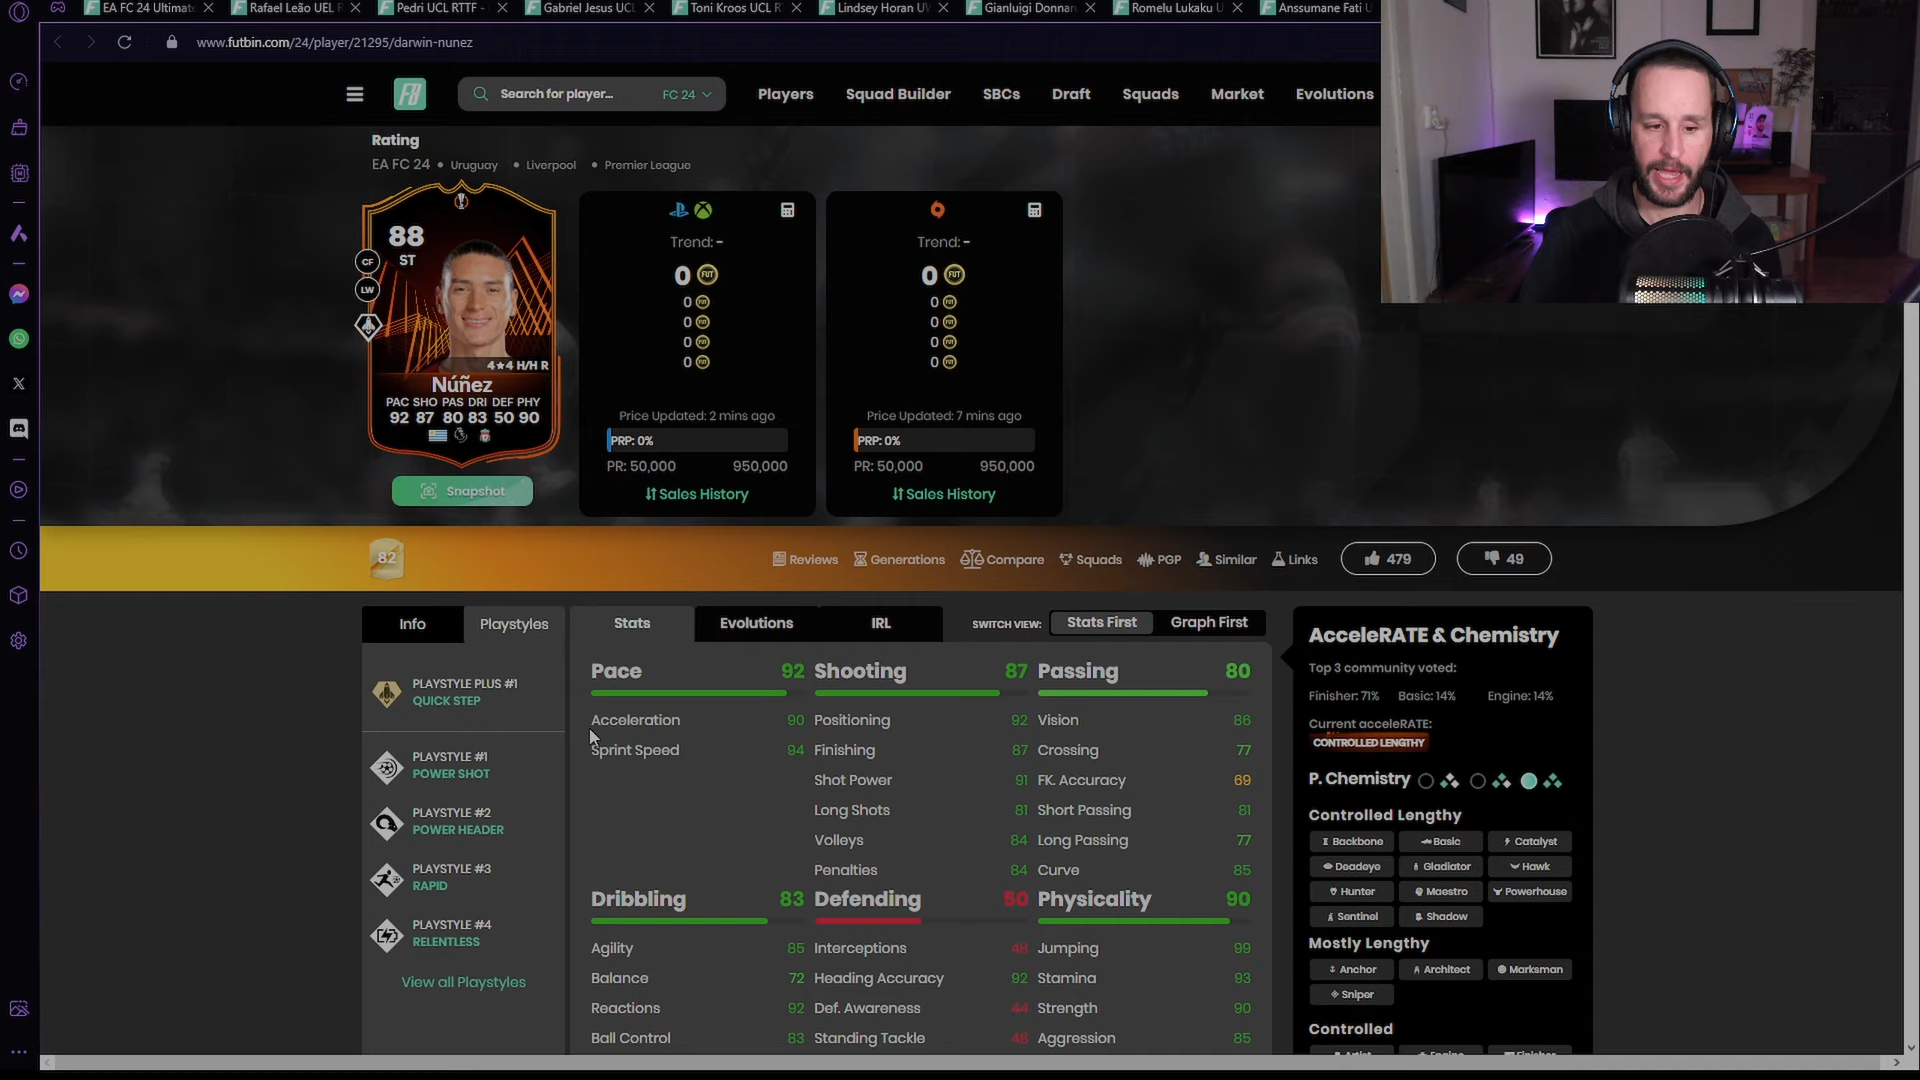 EA FC 24 Ultimate
Rafael Leão UEL R
Pedri UCL RTTF -
Gabriel Jesus UCL
Toni Kroos UCL R
Lindsey Horan UW
Gianluigi Donnar
Romelu Lukaku U
Anssumane Fati U
www.futbin.com/24/player/21295/darwin-nunez
Search for player...
FC 24
Players
Squad Builder
SBCs
Draft
Squads
Market
Evolutions
Rating
EA FC 24 • Uruguay • Liverpool • Premier League
88
ST
CF
LW
4★4 H/H R
Núñez
PAC SHO PAS DRI DEF PHY
92 87 80 83 50 90
Snapshot
Trend: -
0 FUT
0
0
0
0
Price Updated: 2 mins ago
PRP: 0%
PR: 50,000 950,000
Sales History
Trend: -
0 FUT
0
0
0
0
Price Updated: 7 mins ago
PRP: 0%
PR: 50,000 950,000
Sales History
82
Reviews
Generations
Compare
Squads
PGP
Similar
Links
479
49
Info
Playstyles
PLAYSTYLE PLUS #1
QUICK STEP
PLAYSTYLE #1
POWER SHOT
PLAYSTYLE #2
POWER HEADER
PLAYSTYLE #3
RAPID
PLAYSTYLE #4
RELENTLESS
View all Playstyles
Stats
Evolutions
IRL
SWITCH VIEW:
Stats First
Graph First
Pace 92
Acceleration 90
Sprint Speed 94
Shooting 87
Positioning 92
Finishing 87
Shot Power 91
Long Shots 81
Volleys 84
Penalties 84
Passing 80
Vision 86
Crossing 77
FK. Accuracy 69
Short Passing 81
Long Passing 77
Curve 85
Dribbling 83
Agility 85
Balance 72
Reactions 92
Ball Control 83
Defending 50
Interceptions 48
Heading Accuracy 92
Def. Awareness 44
Standing Tackle 46
Physicality 90
Jumping 99
Stamina 93
Strength 90
Aggression 85
AcceleRATE & Chemistry
Top 3 community voted:
Finisher: 71% Basic: 14% Engine: 14%
Current acceleRATE:
CONTROLLED LENGTHY
P. Chemistry
Controlled Lengthy
Backbone
Basic
Catalyst
Deadeye
Gladiator
Hawk
Hunter
Maestro
Powerhouse
Sentinel
Shadow
Mostly Lengthy
Anchor
Architect
Marksman
Sniper
Controlled
Artist
Engine
Finisher